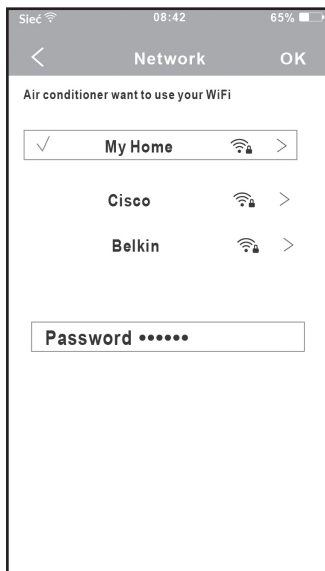 Sieć 08:42 65%
Network OK
Air conditioner want to use your WiFi
My Home
Cisco
Belkin
Password ••••••